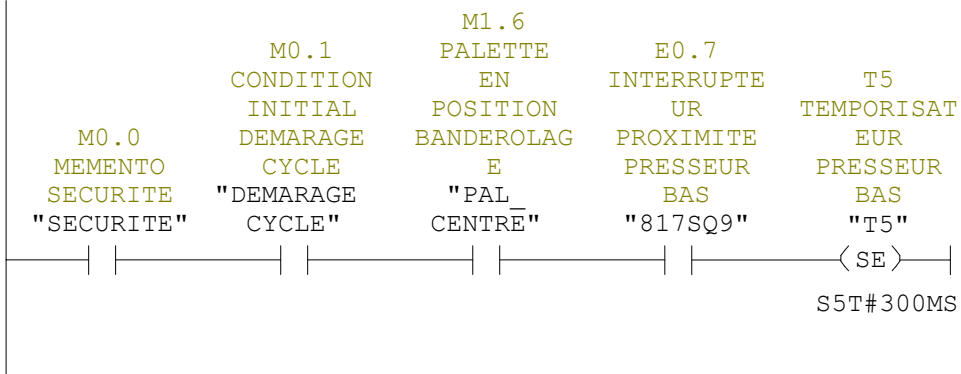 M0.0
MEMENTO
SECURITE
"SECURITE"
M0.1
CONDITION
INITIAL
DEMARAGE
CYCLE
"DEMARAGE
CYCLE"
M1.6
PALETTE
EN
POSITION
BANDEROLAG
E
"PAL_
CENTRE"
E0.7
INTERRUPTE
UR
PROXIMITE
PRESSEUR
BAS
"817SQ9"
T5
TEMPORISAT
EUR
PRESSEUR
BAS
"T5"
SE
S5T#300MS